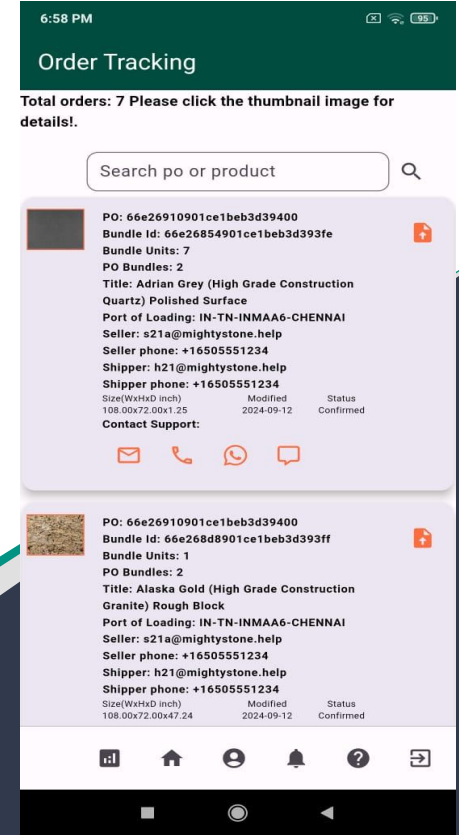 6:58 PM
95
Order Tracking
Total orders: 7 Please click the thumbnail image for
details!.
Search po or product
PO: 66e26910901ce1beb3d39400
Bundle Id: 66e26854901ce1beb3d393fe
Bundle Units: 7
PO Bundles: 2
Title: Adrian Grey (High Grade Construction
Quartz) Polished Surface
Port of Loading: IN-TN-INMAA6-CHENNAI
Seller: s21a@mightystone.help
Seller phone: +16505551234
Shipper: h21@mightystone.help
Shipper phone: +16505551234
Size(WxHxD inch) Modified Status
108.00x72.00x1.25 2024-09-12 Confirmed
Contact Support:
PO: 66e26910901ce1beb3d39400
Bundle Id: 66e268d8901ce1beb3d393ff
Bundle Units: 1
PO Bundles: 2
Title: Alaska Gold (High Grade Construction
Granite) Rough Block
Port of Loading: IN-TN-INMAA6-CHENNAI
Seller: s21a@mightystone.help
Seller phone: +16505551234
Shipper: h21@mightystone.help
Shipper phone: +16505551234
Size(WxHxD inch) Modified Status
108.00x72.00x47.24 2024-09-12 Confirmed